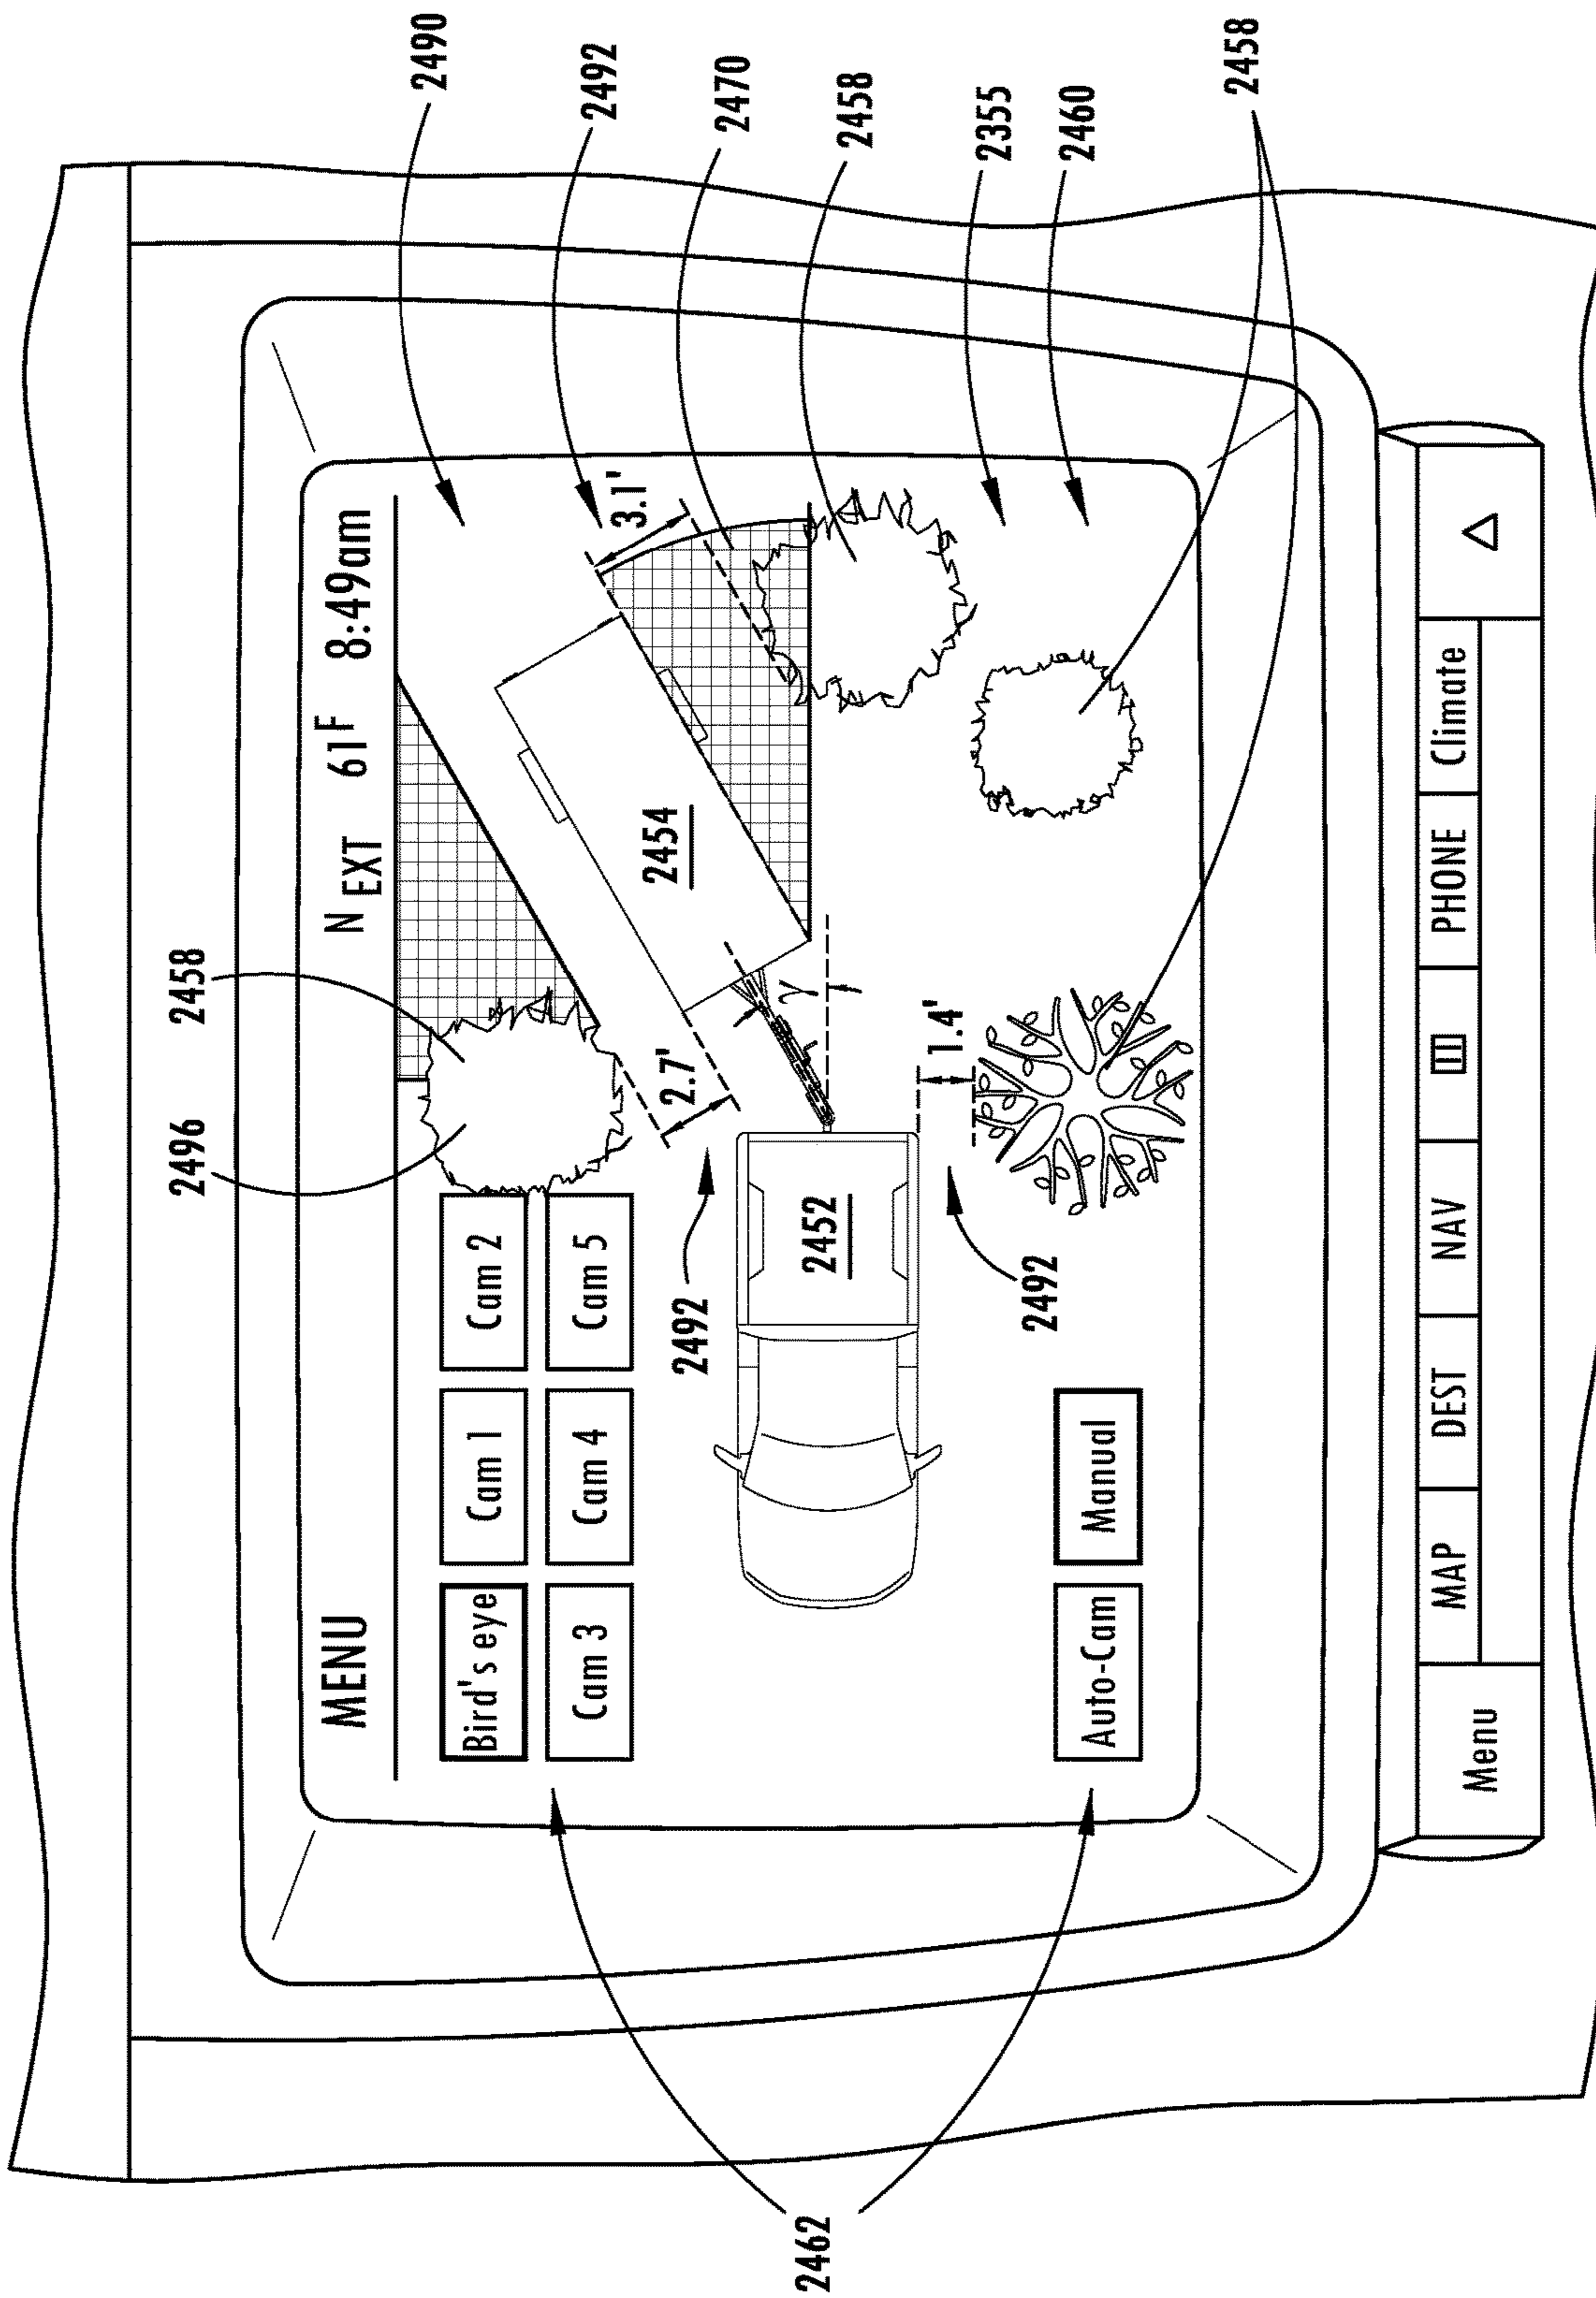 2496
2458
2490
2492
2470
2458
2355
2460
2458
MENU
N EXT 61F 8:49am
Bird's eye
Cam 1
Cam 2
Cam 3
Cam 4
Cam 5
2.7'
3.1'
2454
γ
2492
2452
1.4'
2492
Auto-Cam
Manual
2462
Menu
MAP
DEST
NAV
PHONE
Climate